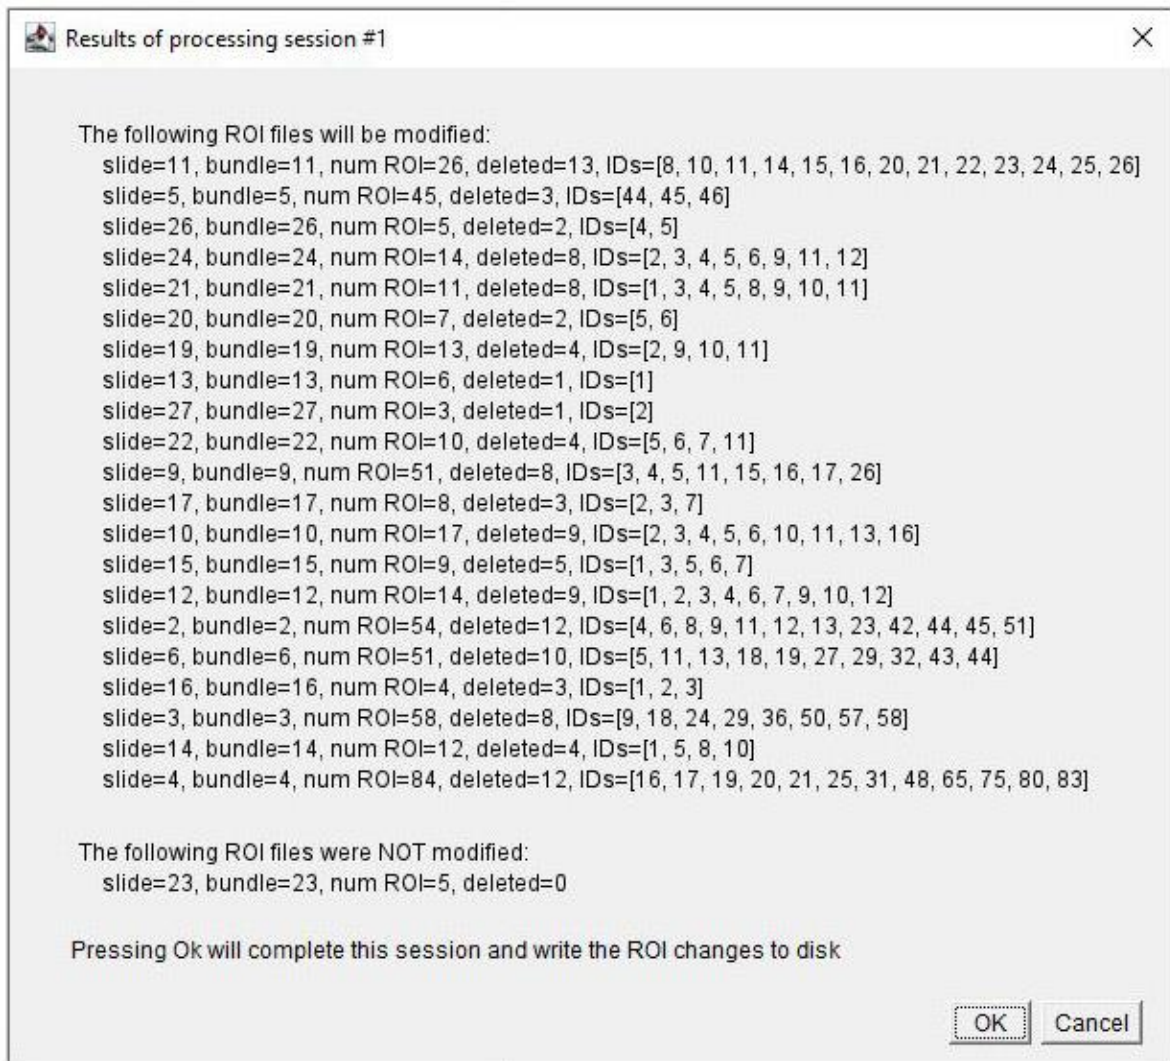 Results of processing session #1
The following ROI files will be modified:
slide=11, bundle=11, num ROI=26, deleted=13, IDs=[8, 10, 11, 14, 15, 16, 20, 21, 22, 23, 24, 25, 26]
slide=5, bundle=5, num ROI=45, deleted=3, IDs=[44, 45, 46]
slide=26, bundle=26, num ROI=5, deleted=2, IDs=[4, 5]
slide=24, bundle=24, num ROI=14, deleted=8, IDs=[2, 3, 4, 5, 6, 9, 11, 12]
slide=21, bundle=21, num ROI=11, deleted=8, IDs=[1, 3, 4, 5, 8, 9, 10, 11]
slide=20, bundle=20, num ROI=7, deleted=2, IDs=[5, 6]
slide=19, bundle=19, num ROI=13, deleted=4, IDs=[2, 9, 10, 11]
slide=13, bundle=13, num ROI=6, deleted=1, IDs=[1]
slide=27, bundle=27, num ROI=3, deleted=1, IDs=[2]
slide=22, bundle=22, num ROI=10, deleted=4, IDs=[5, 6, 7, 11]
slide=9, bundle=9, num ROI=51, deleted=8, IDs=[3, 4, 5, 11, 15, 16, 17, 26]
slide=17, bundle=17, num ROI=8, deleted=3, IDs=[2, 3, 7]
slide=10, bundle=10, num ROI=17, deleted=9, IDs=[2, 3, 4, 5, 6, 10, 11, 13, 16]
slide=15, bundle=15, num ROI=9, deleted=5, IDs=[1, 3, 5, 6, 7]
slide=12, bundle=12, num ROI=14, deleted=9, IDs=[1, 2, 3, 4, 6, 7, 9, 10, 12]
slide=2, bundle=2, num ROI=54, deleted=12, IDs=[4, 6, 8, 9, 11, 12, 13, 23, 42, 44, 45, 51]
slide=6, bundle=6, num ROI=51, deleted=10, IDs=[5, 11, 13, 18, 19, 27, 29, 32, 43, 44]
slide=16, bundle=16, num ROI=4, deleted=3, IDs=[1, 2, 3]
slide=3, bundle=3, num ROI=58, deleted=8, IDs=[9, 18, 24, 29, 36, 50, 57, 58]
slide=14, bundle=14, num ROI=12, deleted=4, IDs=[1, 5, 8, 10]
slide=4, bundle=4, num ROI=84, deleted=12, IDs=[16, 17, 19, 20, 21, 25, 31, 48, 65, 75, 80, 83]
The following ROI files were NOT modified:
slide=23, bundle=23, num ROI=5, deleted=0
Pressing Ok will complete this session and write the ROI changes to disk
OK Cancel